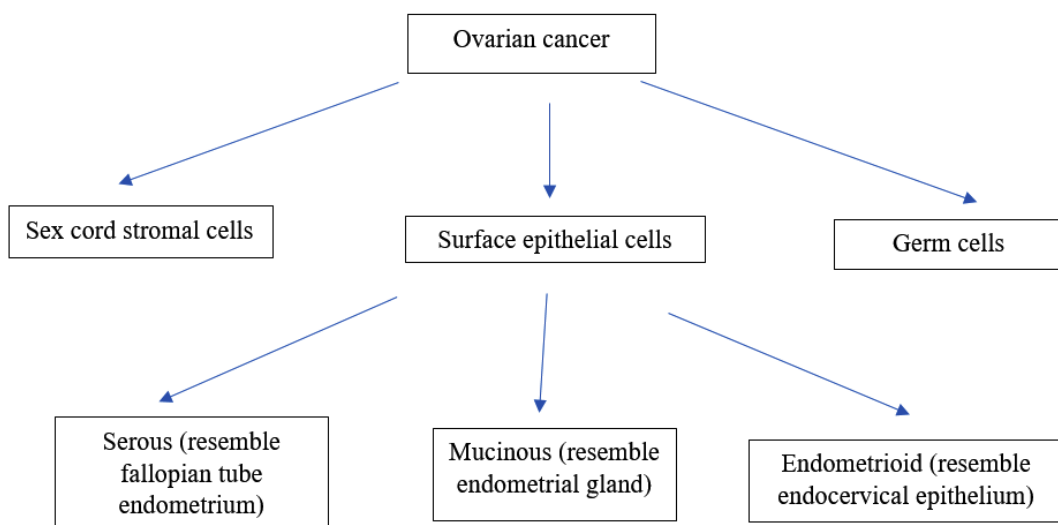 Ovarian cancer
Sex cord stromal cells
Surface epithelial cells
Germ cells
Serous (resemble
fallopian tube
endometrium)
Mucinous (resemble
endometrial gland)
Endometrioid (resemble
endocervical epithelium)